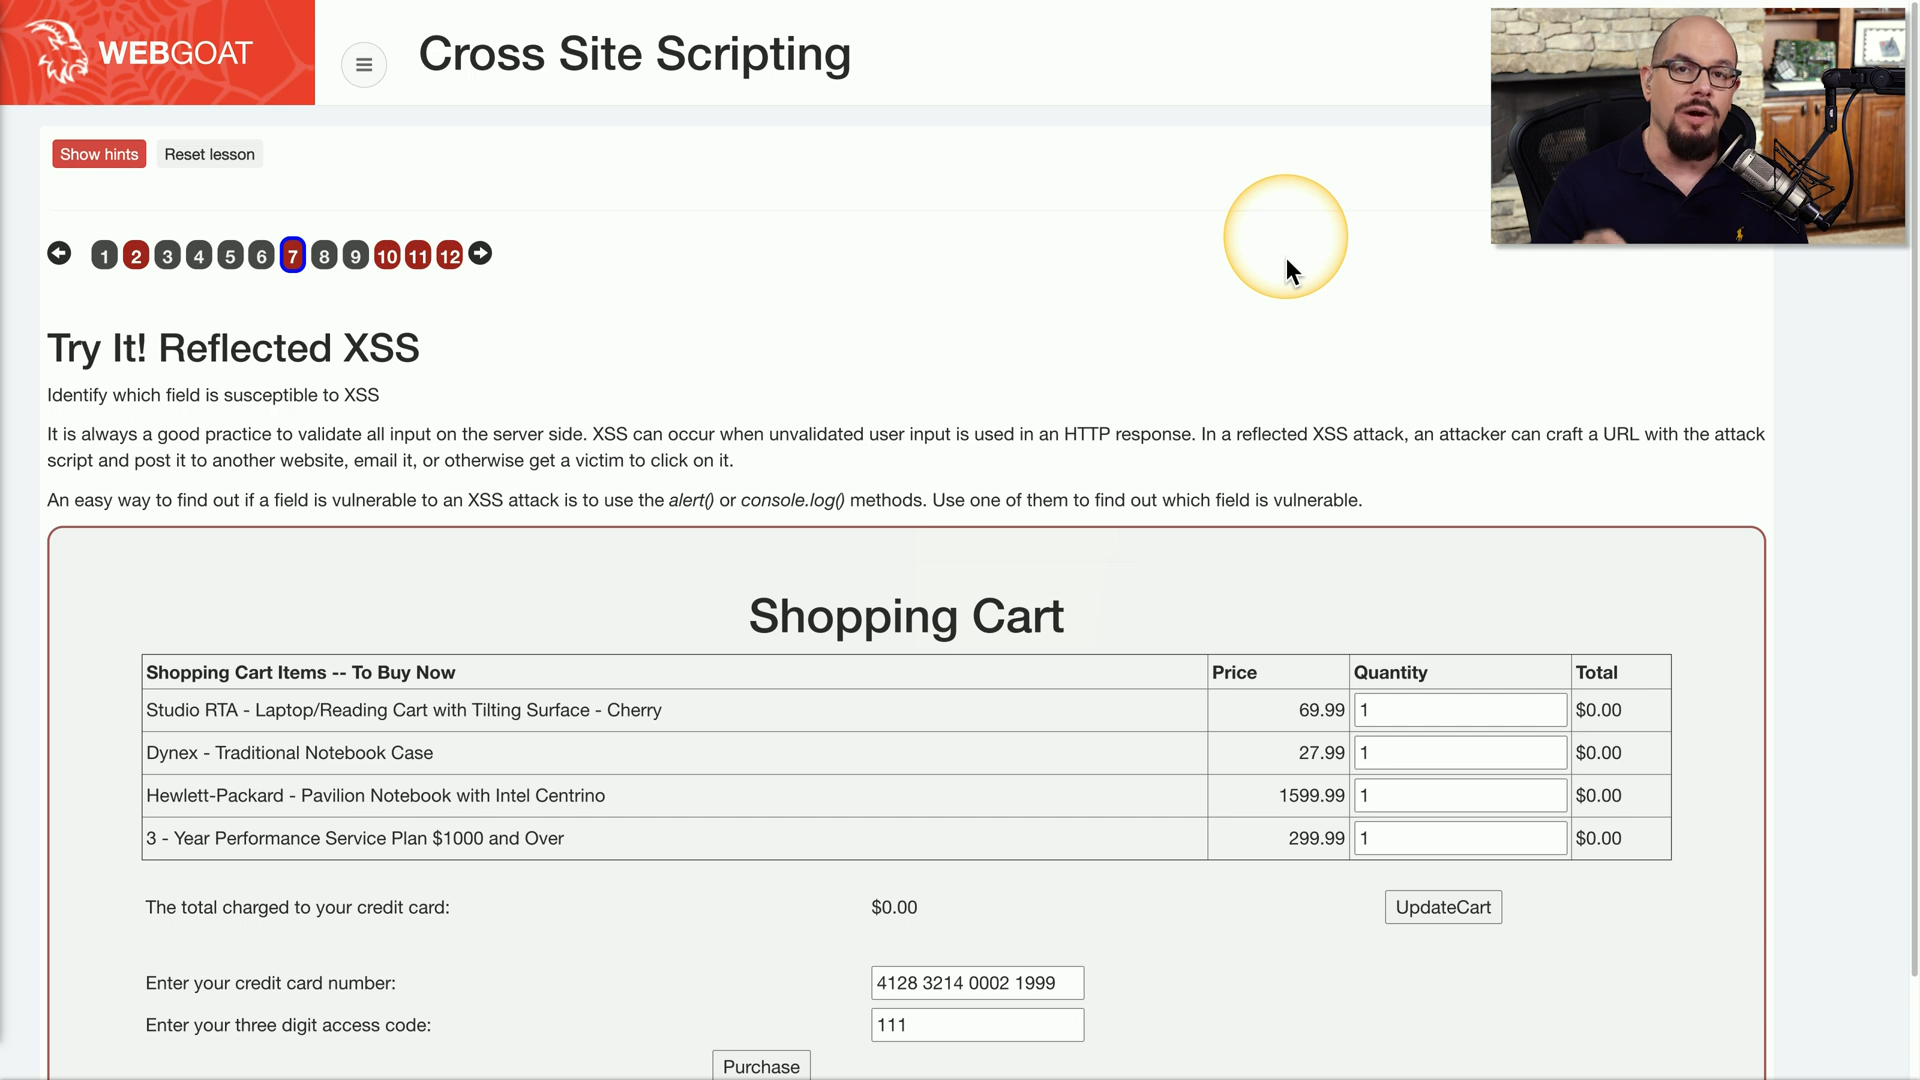 WEBGOAT
Cross Site Scripting
Show hints
Reset lesson
1 2 3 4 5 6 7 8 9 10 11 12
Try It! Reflected XSS
Identify which field is susceptible to XSS
It is always a good practice to validate all input on the server side. XSS can occur when unvalidated user input is used in an HTTP response. In a reflected XSS attack, an attacker can craft a URL with the attack
script and post it to another website, email it, or otherwise get a victim to click on it.
An easy way to find out if a field is vulnerable to an XSS attack is to use the alert() or console.log() methods. Use one of them to find out which field is vulnerable.
Shopping Cart
Shopping Cart Items -- To Buy Now Price Quantity Total
Studio RTA - Laptop/Reading Cart with Tilting Surface - Cherry 69.99 1 $0.00
Dynex - Traditional Notebook Case 27.99 1 $0.00
Hewlett-Packard - Pavilion Notebook with Intel Centrino 1599.99 1 $0.00
3 - Year Performance Service Plan $1000 and Over 299.99 1 $0.00
The total charged to your credit card: $0.00 UpdateCart
Enter your credit card number: 4128 3214 0002 1999
Enter your three digit access code: 111
Purchase